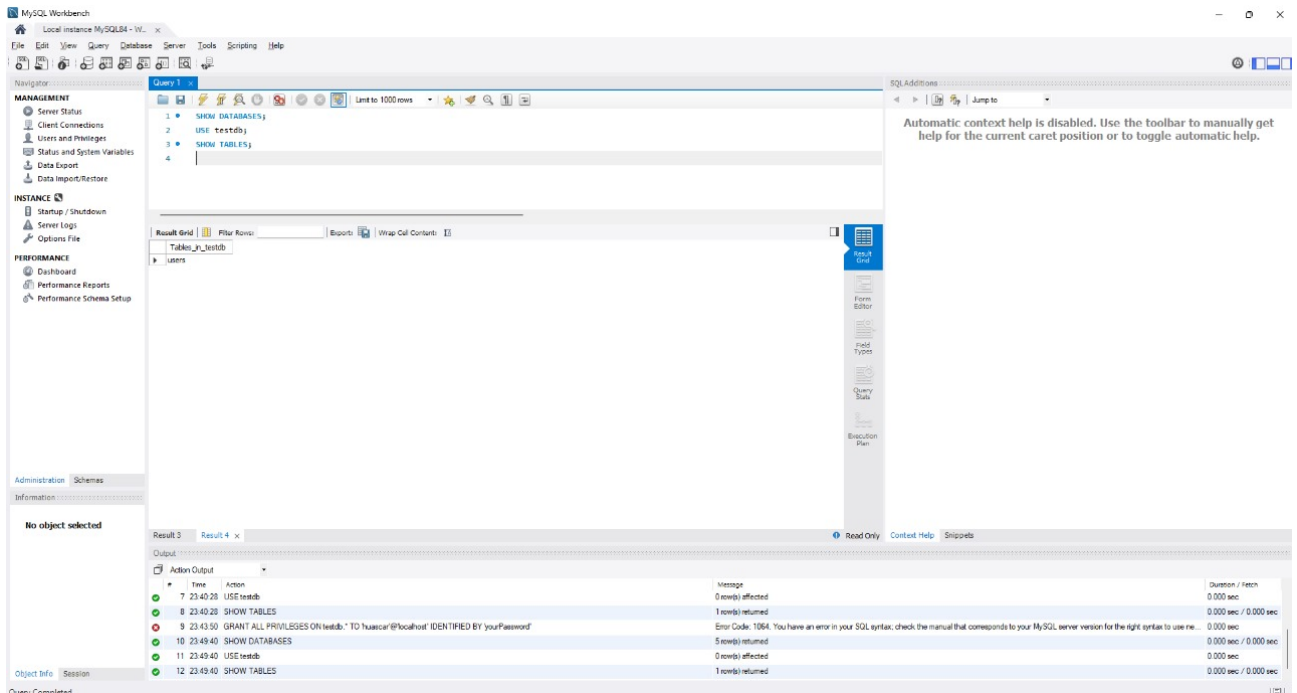 MySQL Workbench
Local instance MySQL84 - W... x
File Edit View Query Database Server Tools Scripting Help
Navigator
MANAGEMENT
Server Status
Client Connections
Users and Privileges
Status and System Variables
Data Export
Data Import/Restore
INSTANCE
Startup / Shutdown
Server Logs
Options File
PERFORMANCE
Dashboard
Performance Reports
Performance Schema Setup
Administration Schemas
Information
No object selected
Object Info Session
Query Completed
Query 1 x
Limit to 1000 rows
1 SHOW DATABASES;
2 USE testdb;
3 SHOW TABLES;
4
Result Grid Filter Rows: Export: Wrap Cell Content:
Tables_in_testdb
users
Result Grid
Form Editor
Field Types
Query Stats
Execution Plan
Result 3 Result 4 x Read Only
SQLAdditions
Jump to
Automatic context help is disabled. Use the toolbar to manually get
help for the current caret position or to toggle automatic help.
Context Help Snippets
Output
Action Output
# Time Action Message Duration / Fetch
7 23:40:28 USE testdb 0 row(s) affected 0.000 sec
8 23:40:28 SHOW TABLES 1 row(s) returned 0.000 sec / 0.000 sec
9 23:43:50 GRANT ALL PRIVILEGES ON testdb.* TO 'huascar'@'localhost' IDENTIFIED BY 'yourPassword' Error Code: 1064. You have an error in your SQL syntax; check the manual that corresponds to your MySQL server version for the right syntax to use ne... 0.000 sec
10 23:49:40 SHOW DATABASES 5 row(s) returned 0.000 sec / 0.000 sec
11 23:49:40 USE testdb 0 row(s) affected 0.000 sec
12 23:49:40 SHOW TABLES 1 row(s) returned 0.000 sec / 0.000 sec